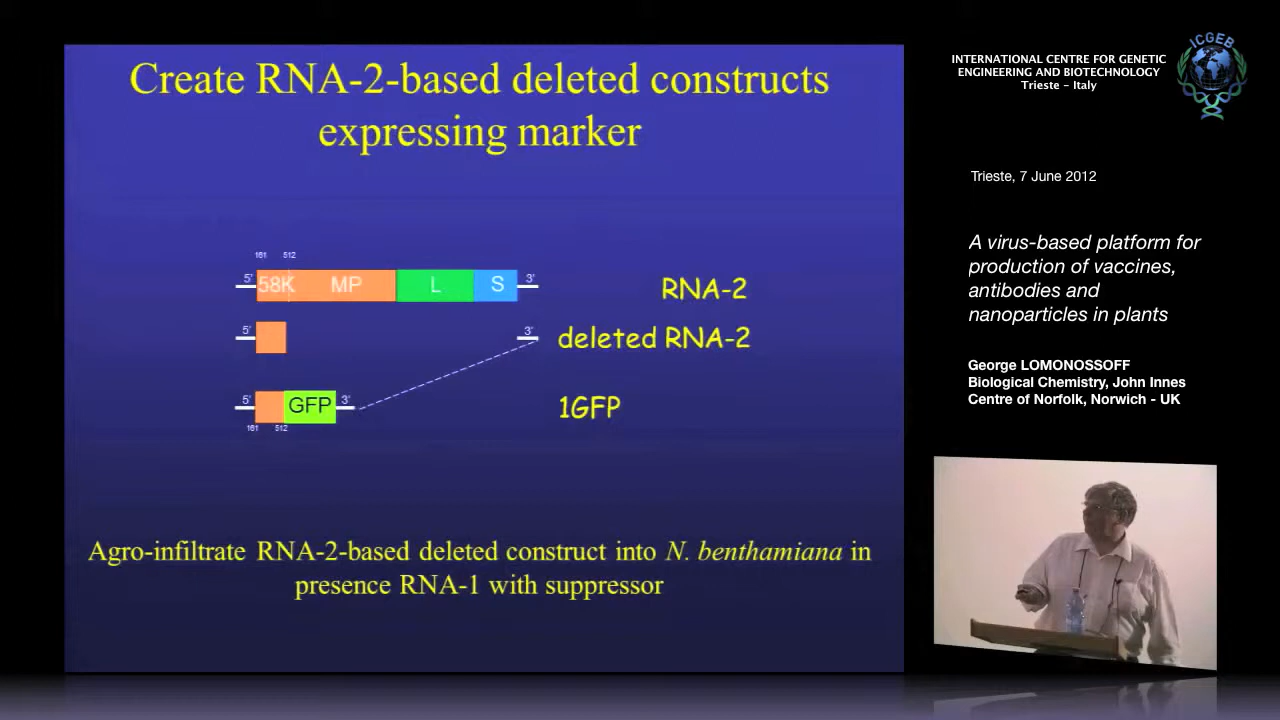 Create RNA-2-based deleted constructs
expressing marker
161 512
5' 58K MP L S 3' RNA-2
5' 3' deleted RNA-2
5' GFP 3' 1GFP
161 512
Agro-infiltrate RNA-2-based deleted construct into N. benthamiana in
presence RNA-1 with suppressor
INTERNATIONAL CENTRE FOR GENETIC
ENGINEERING AND BIOTECHNOLOGY
Trieste - Italy
ICGEB
Trieste, 7 June 2012
A virus-based platform for
production of vaccines,
antibodies and
nanoparticles in plants
George LOMONOSSOFF
Biological Chemistry, John Innes
Centre of Norfolk, Norwich - UK